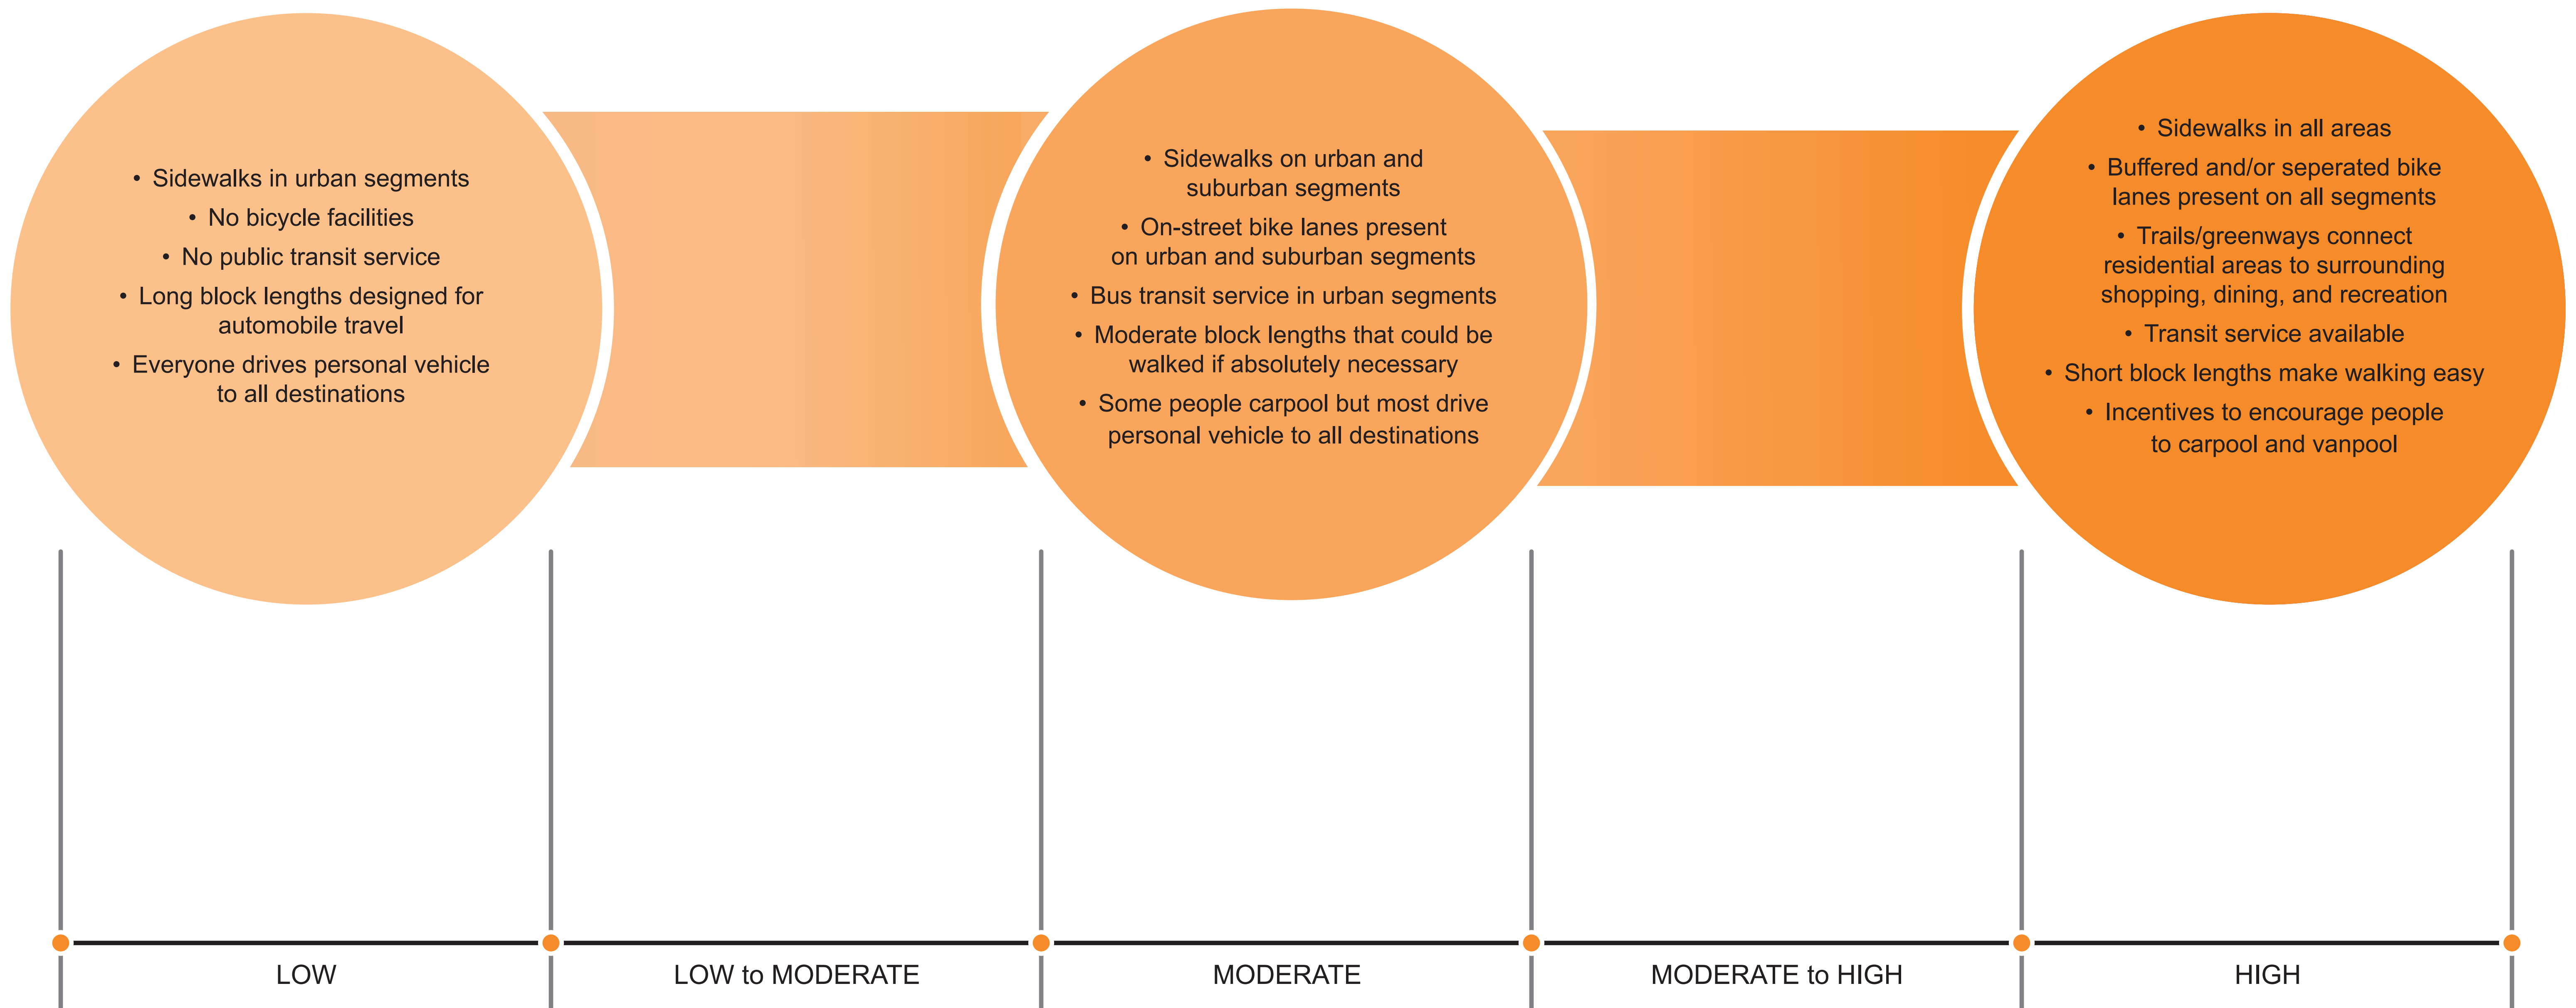 • Sidewalks in urban segments
• No bicycle facilities
• No public transit service
• Long block lengths designed for
automobile travel
• Everyone drives personal vehicle
to all destinations
• Sidewalks on urban and
suburban segments
• On-street bike lanes present
on urban and suburban segments
• Bus transit service in urban segments
• Moderate block lengths that could be
walked if absolutely necessary
• Some people carpool but most drive
personal vehicle to all destinations
• Sidewalks in all areas
• Buffered and/or seperated bike
lanes present on all segments
• Trails/greenways connect
residential areas to surrounding
shopping, dining, and recreation
• Transit service available
• Short block lengths make walking easy
• Incentives to encourage people
to carpool and vanpool
LOW
LOW to MODERATE
MODERATE
MODERATE to HIGH
HIGH